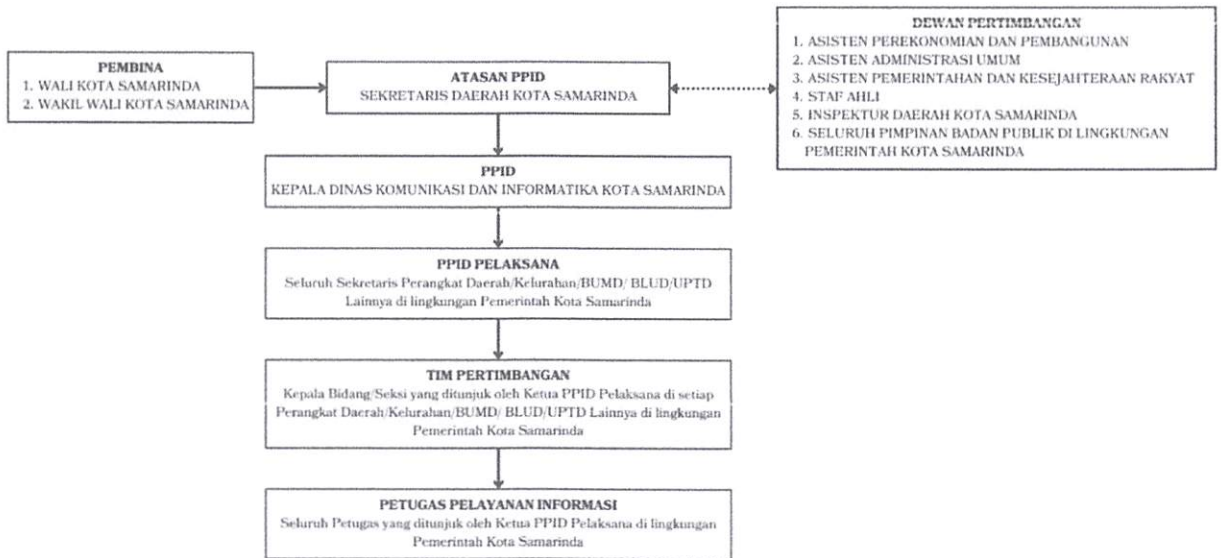 PEMBINA
1. WALI KOTA SAMARINDA
2. WAKIL WALI KOTA SAMARINDA
ATASAN PPID
SEKRETARIS DAERAH KOTA SAMARINDA
DEWAN PERTIMBANGAN
1. ASISTEN PEREKONOMIAN DAN PEMBANGUNAN
2. ASISTEN ADMINISTRASI UMUM
3. ASISTEN PEMERINTAHAN DAN KESEJAHTERAAN RAKYAT
4. STAF AHLI
5. INSPEKTUR DAERAH KOTA SAMARINDA
6. SELURUH PIMPINAN BADAN PUBLIK DI LINGKUNGAN
PEMERINTAH KOTA SAMARINDA
PPID
KEPALA DINAS KOMUNIKASI DAN INFORMATIKA KOTA SAMARINDA
PPID PELAKSANA
Seluruh Sekretaris Perangkat Daerah/Kelurahan/BUMD/ BLUD/UPTD
Lainnya di lingkungan Pemerintah Kota Samarinda
TIM PERTIMBANGAN
Kepala Bidang/Seksi yang ditunjuk oleh Ketua PPID Pelaksana di setiap
Perangkat Daerah/Kelurahan/BUMD/ BLUD/UPTD Lainnya di lingkungan
Pemerintah Kota Samarinda
PETUGAS PELAYANAN INFORMASI
Seluruh Petugas yang ditunjuk oleh Ketua PPID Pelaksana di lingkungan
Pemerintah Kota Samarinda